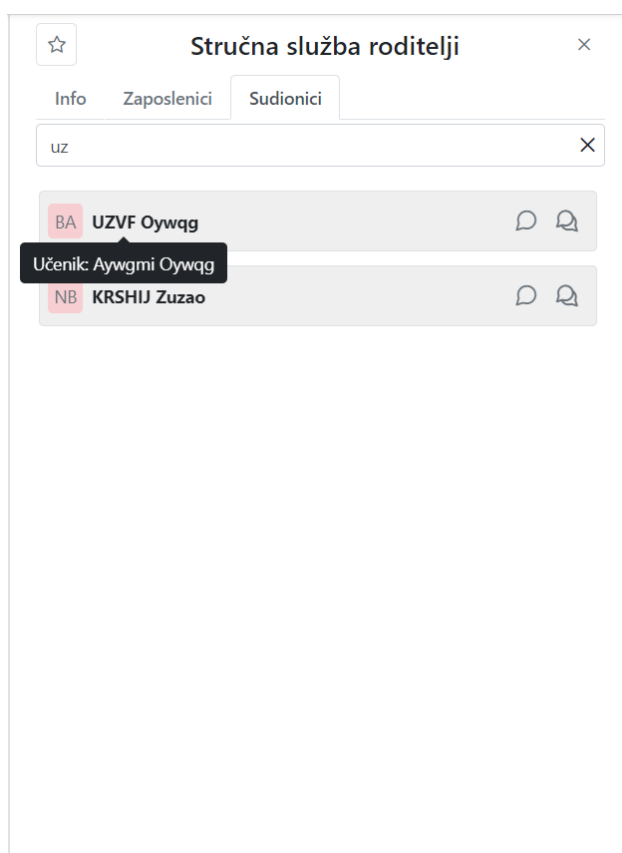 Stručna služba roditelji
Info Zaposlenici Sudionici
uz
BA UZVF Oywqg
Učenik: Aywgmi Oywqg
NB KRSHIJ Zuzao